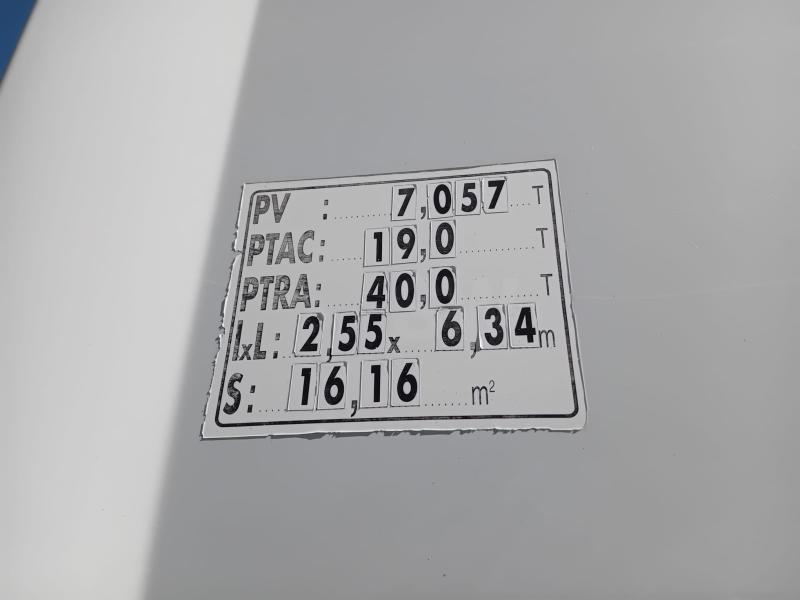 PV : 7,057 T
PTAC: 19,0 T
PTRA: 40,0 T
lxL: 2,55x 6,34m
S: 16,16 m²